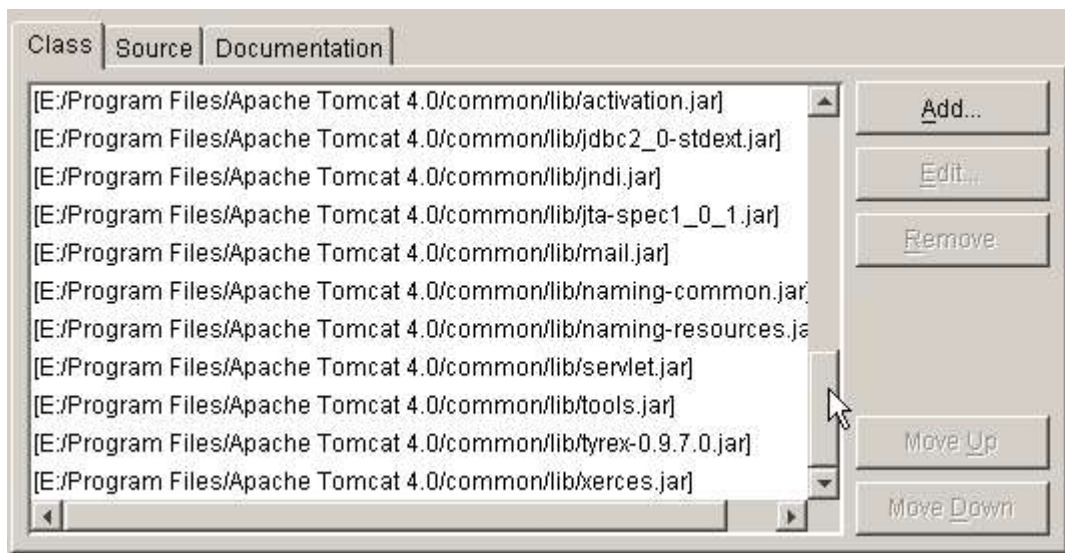 Class Source Documentation
[E:/Program Files/Apache Tomcat 4.0/common/lib/activation.jar]
[E:/Program Files/Apache Tomcat 4.0/common/lib/jdbc2_0-stdext.jar]
[E:/Program Files/Apache Tomcat 4.0/common/lib/jndi.jar]
[E:/Program Files/Apache Tomcat 4.0/common/lib/jta-spec1_0_1.jar]
[E:/Program Files/Apache Tomcat 4.0/common/lib/mail.jar]
[E:/Program Files/Apache Tomcat 4.0/common/lib/naming-common.jar]
[E:/Program Files/Apache Tomcat 4.0/common/lib/naming-resources.ja
[E:/Program Files/Apache Tomcat 4.0/common/lib/servlet.jar]
[E:/Program Files/Apache Tomcat 4.0/common/lib/tools.jar]
[E:/Program Files/Apache Tomcat 4.0/common/lib/tyrex-0.9.7.0.jar]
[E:/Program Files/Apache Tomcat 4.0/common/lib/xerces.jar]
Add...
Edit...
Remove
Move Up
Move Down